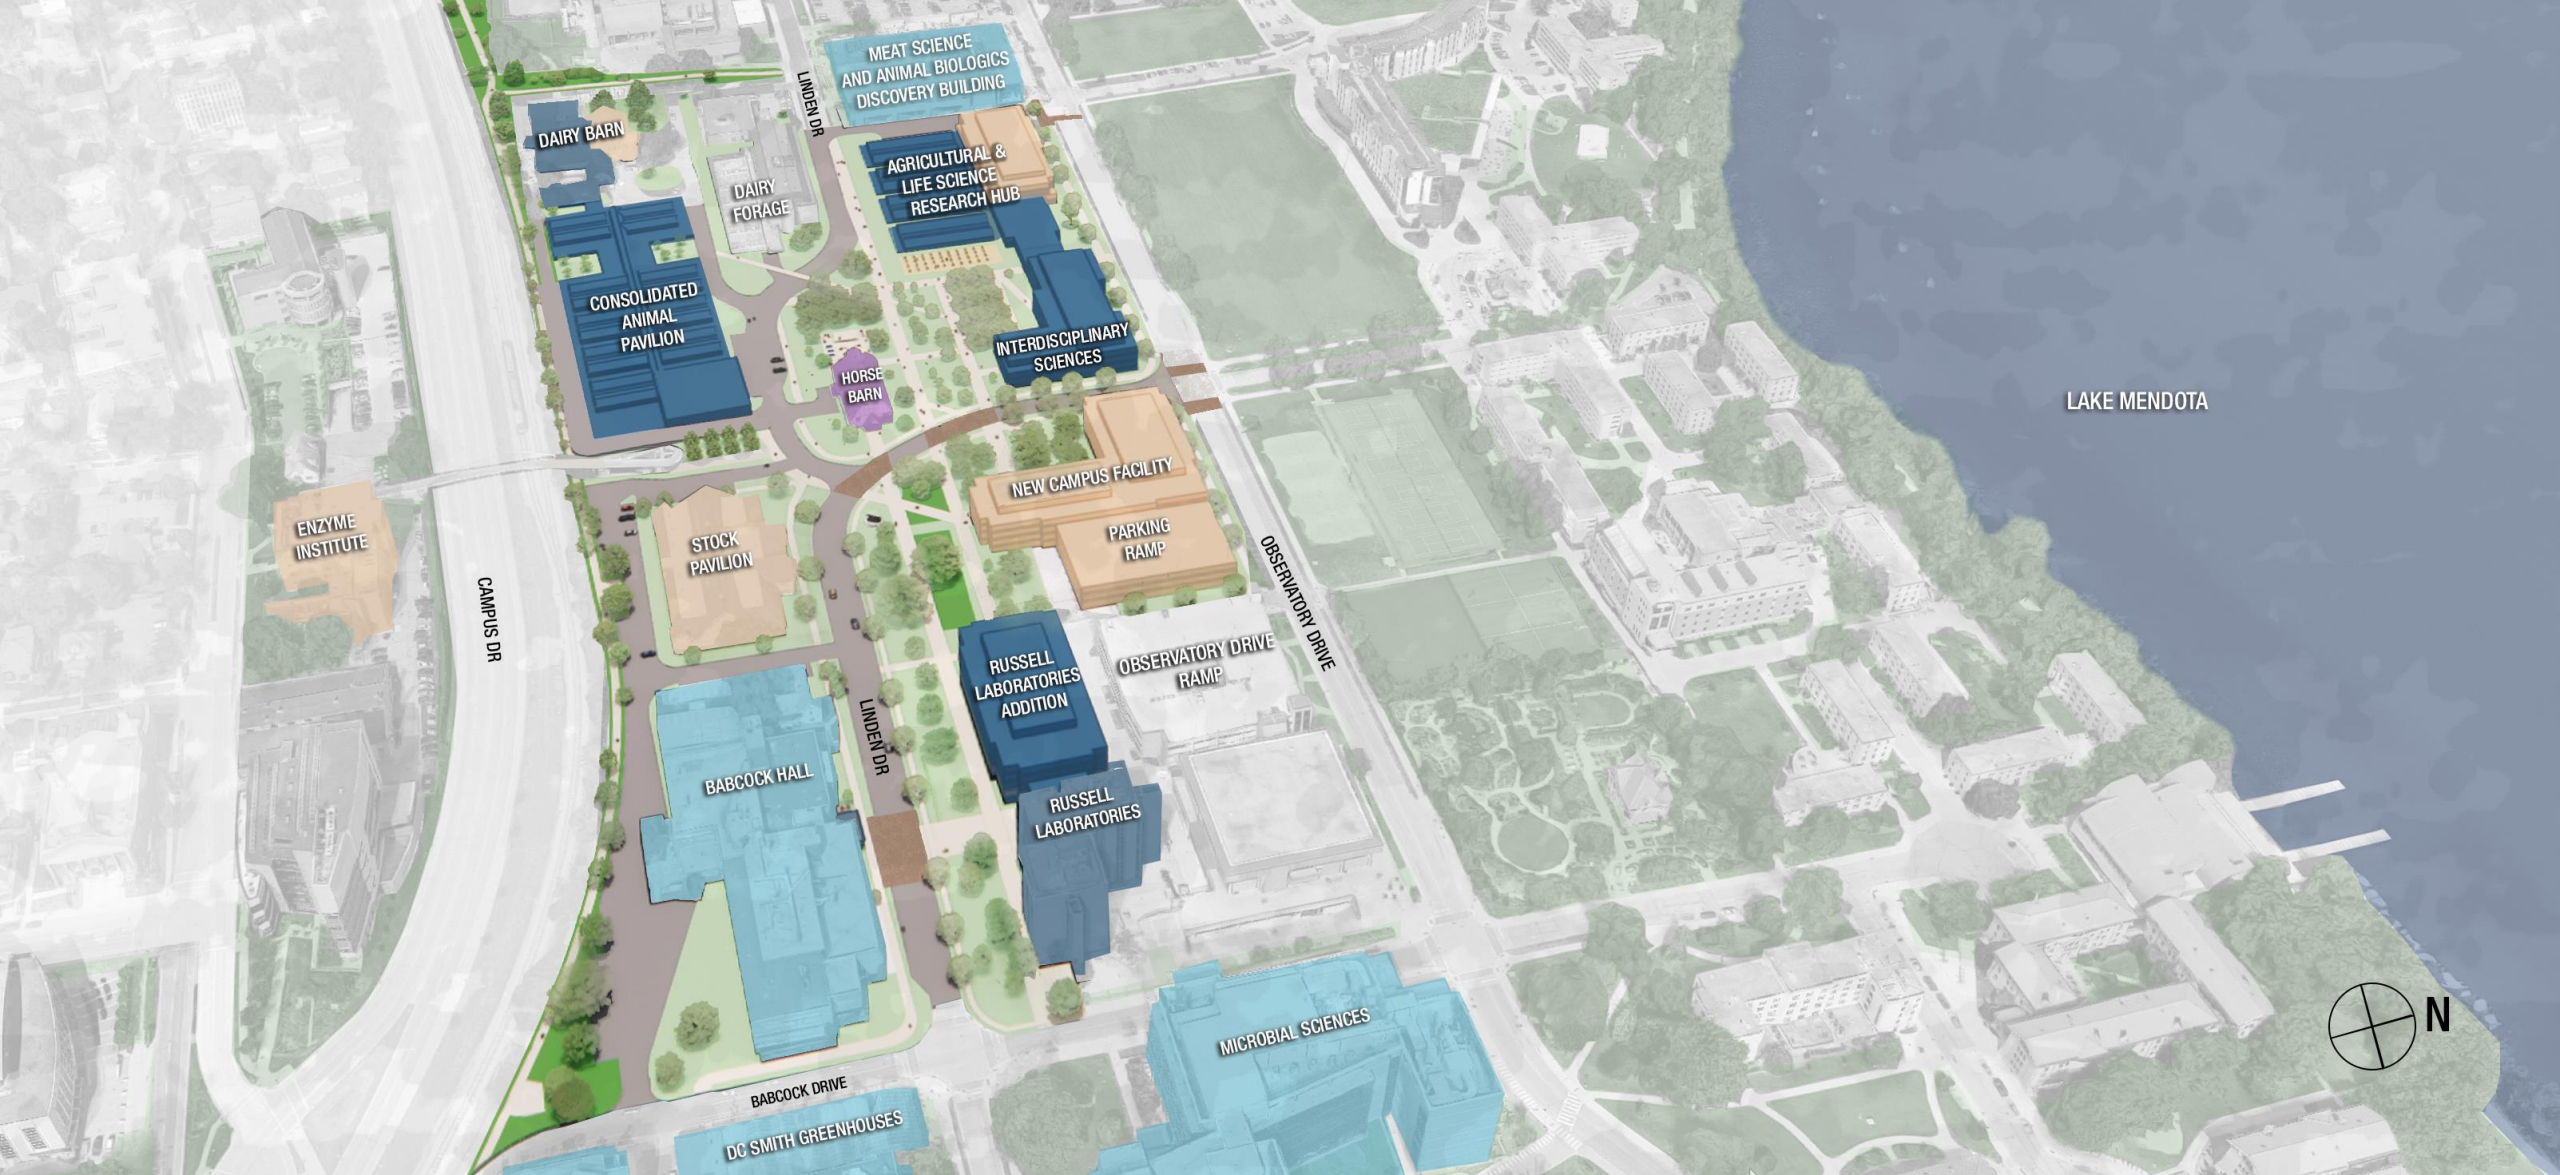 MEAT SCIENCE
AND ANIMAL BIOLOGICS
DISCOVERY BUILDING
LINDEN DR
DAIRY BARN
AGRICULTURAL &
LIFE SCIENCE
RESEARCH HUB
DAIRY
FORAGE
CONSOLIDATED
ANIMAL
PAVILION
INTERDISCIPLINARY
SCIENCES
HORSE
BARN
LAKE MENDOTA
NEW CAMPUS FACILITY
PARKING
RAMP
ENZYME
INSTITUTE
STOCK
PAVILION
CAMPUS DR
OBSERVATORY DRIVE
OBSERVATORY DRIVE
RAMP
RUSSELL
LABORATORIES
ADDITION
LINDEN DR
BABCOCK HALL
RUSSELL
LABORATORIES
N
MICROBIAL SCIENCES
BABCOCK DRIVE
DC SMITH GREENHOUSES